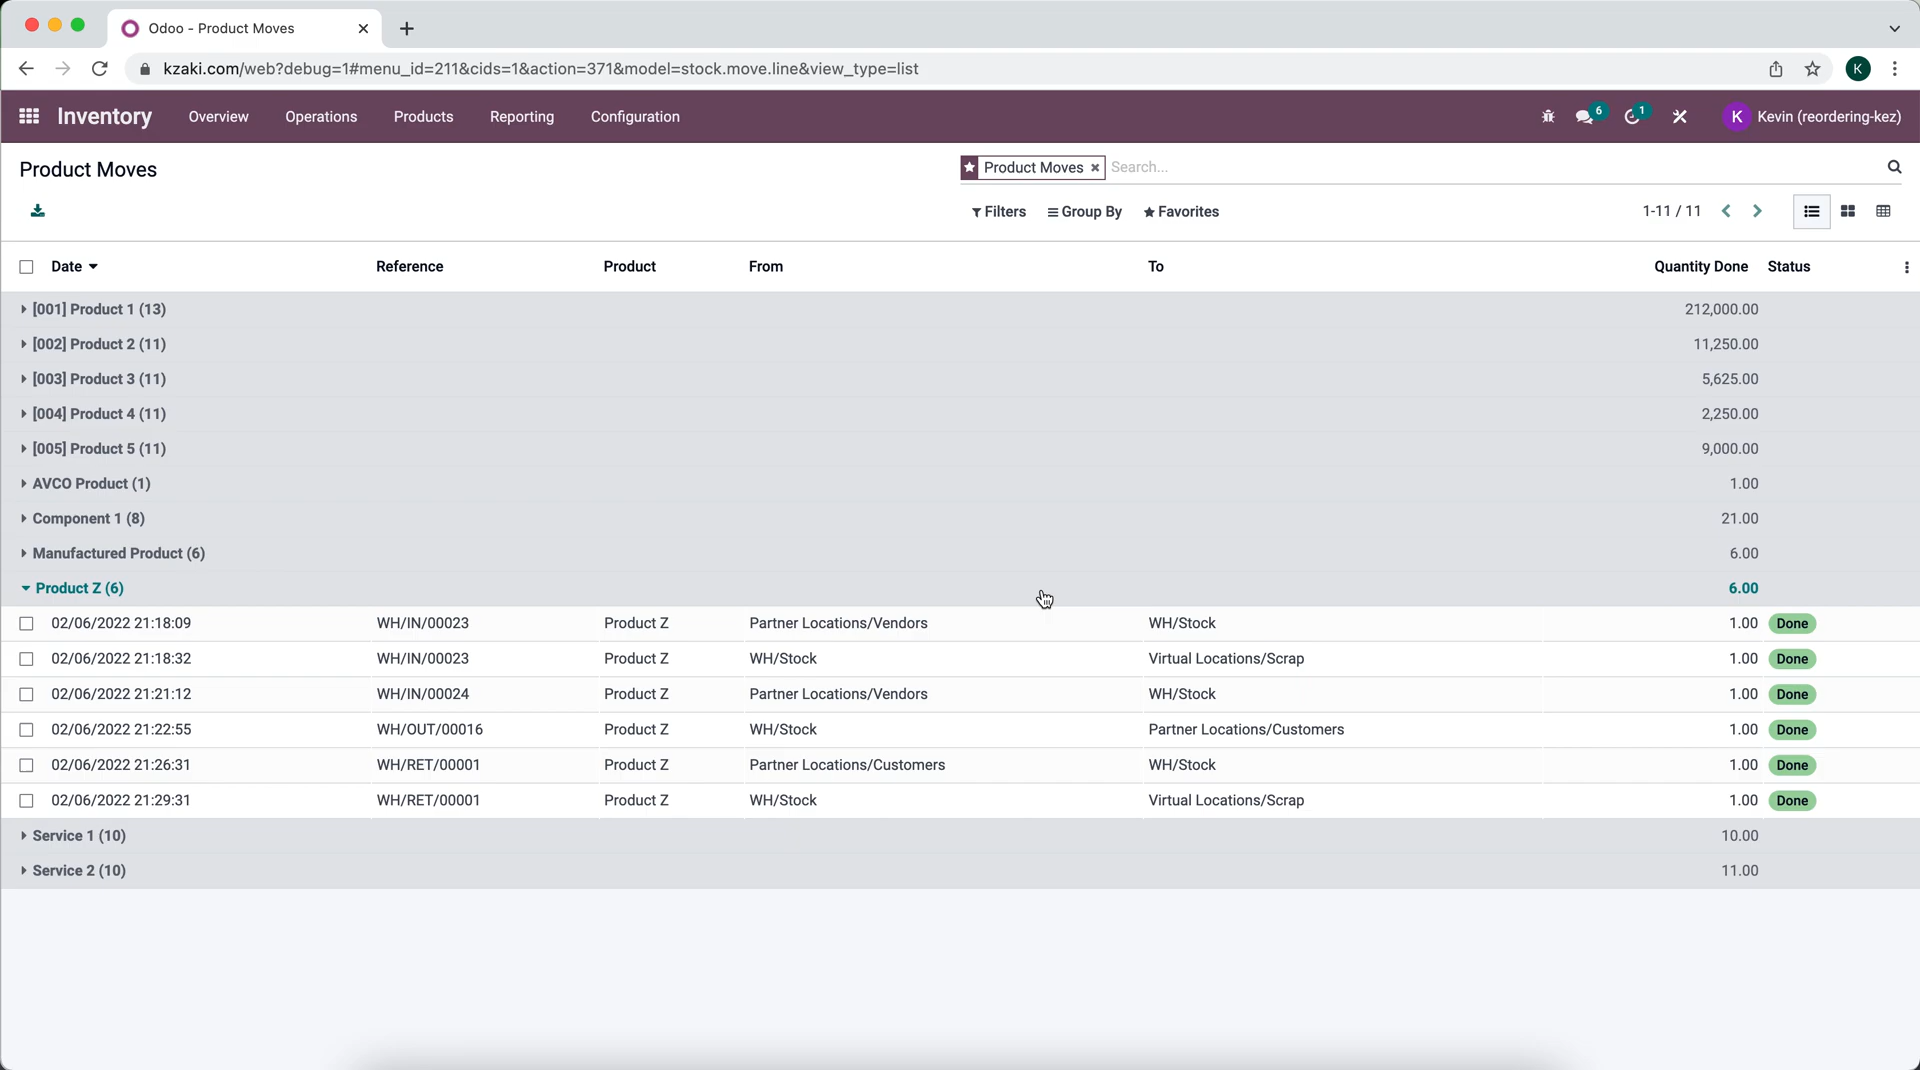 Odoo - Product Moves
kzaki.com/web?debug=1#menu_id=211&cids=1&action=371&model=stock.move.line&view_type=list
K
Inventory Overview Operations Products Reporting Configuration 6 1 K Kevin (reordering-kez)
Product Moves
Product Moves Search...
Filters Group By Favorites 1-11 / 11
Date Reference Product From To Quantity Done Status
[001] Product 1 (13) 212,000.00
[002] Product 2 (11) 11,250.00
[003] Product 3 (11) 5,625.00
[004] Product 4 (11) 2,250.00
[005] Product 5 (11) 9,000.00
AVCO Product (1) 1.00
Component 1 (8) 21.00
Manufactured Product (6) 6.00
Product Z (6) 6.00
02/06/2022 21:18:09 WH/IN/00023 Product Z Partner Locations/Vendors WH/Stock 1.00 Done
02/06/2022 21:18:32 WH/IN/00023 Product Z WH/Stock Virtual Locations/Scrap 1.00 Done
02/06/2022 21:21:12 WH/IN/00024 Product Z Partner Locations/Vendors WH/Stock 1.00 Done
02/06/2022 21:22:55 WH/OUT/00016 Product Z WH/Stock Partner Locations/Customers 1.00 Done
02/06/2022 21:26:31 WH/RET/00001 Product Z Partner Locations/Customers WH/Stock 1.00 Done
02/06/2022 21:29:31 WH/RET/00001 Product Z WH/Stock Virtual Locations/Scrap 1.00 Done
Service 1 (10) 10.00
Service 2 (10) 11.00